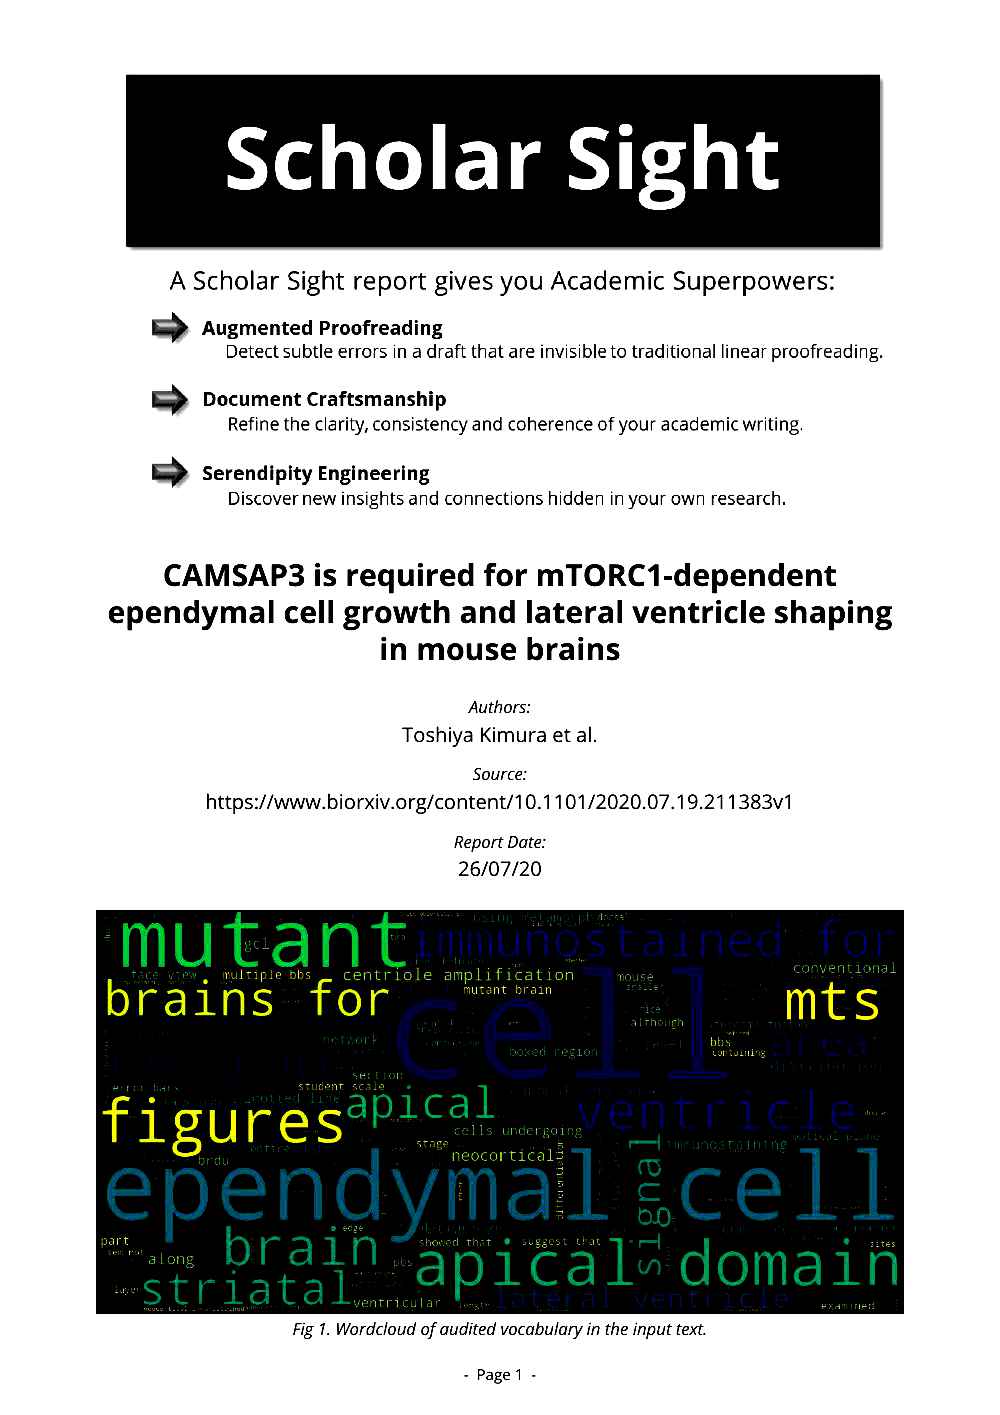 Scholar Sight
A Scholar Sight report gives you Academic Superpowers:
Augmented Proofreading
Detect subtle errors in a draft that are invisible to traditional linear proofreading.
Document Craftsmanship
Refine the clarity, consistency and coherence of your academic writing.
Serendipity Engineering
Discover new insights and connections hidden in your own research.
CAMSAP3 is required for mTORC1-dependent
ependymal cell growth and lateral ventricle shaping
in mouse brains
Authors:
Toshiya Kimura et al.
Source:
https://www.biorxiv.org/content/10.1101/2020.07.19.211383v1
Report Date:
26/07/20
mutant
immunostained for
gcl
face view
multiple bbs
centriole amplification
mouse
conventional
brains for
mutant brain
mts
cell
although
network
boxed region
bbs
containing
area
section
error bars
student scale
dotted line
apical
figures
ventricle
cells undergoing
stage
immunostaining
neocortical
brdu
differentiation
signal
ependymal cell
edge
part
brain
showed that
suggest that
along
pbs
apical domain
striatal
layer
ventricular
length
lateral ventricle
examined
Fig 1. Wordcloud of audited vocabulary in the input text.
- Page 1 -